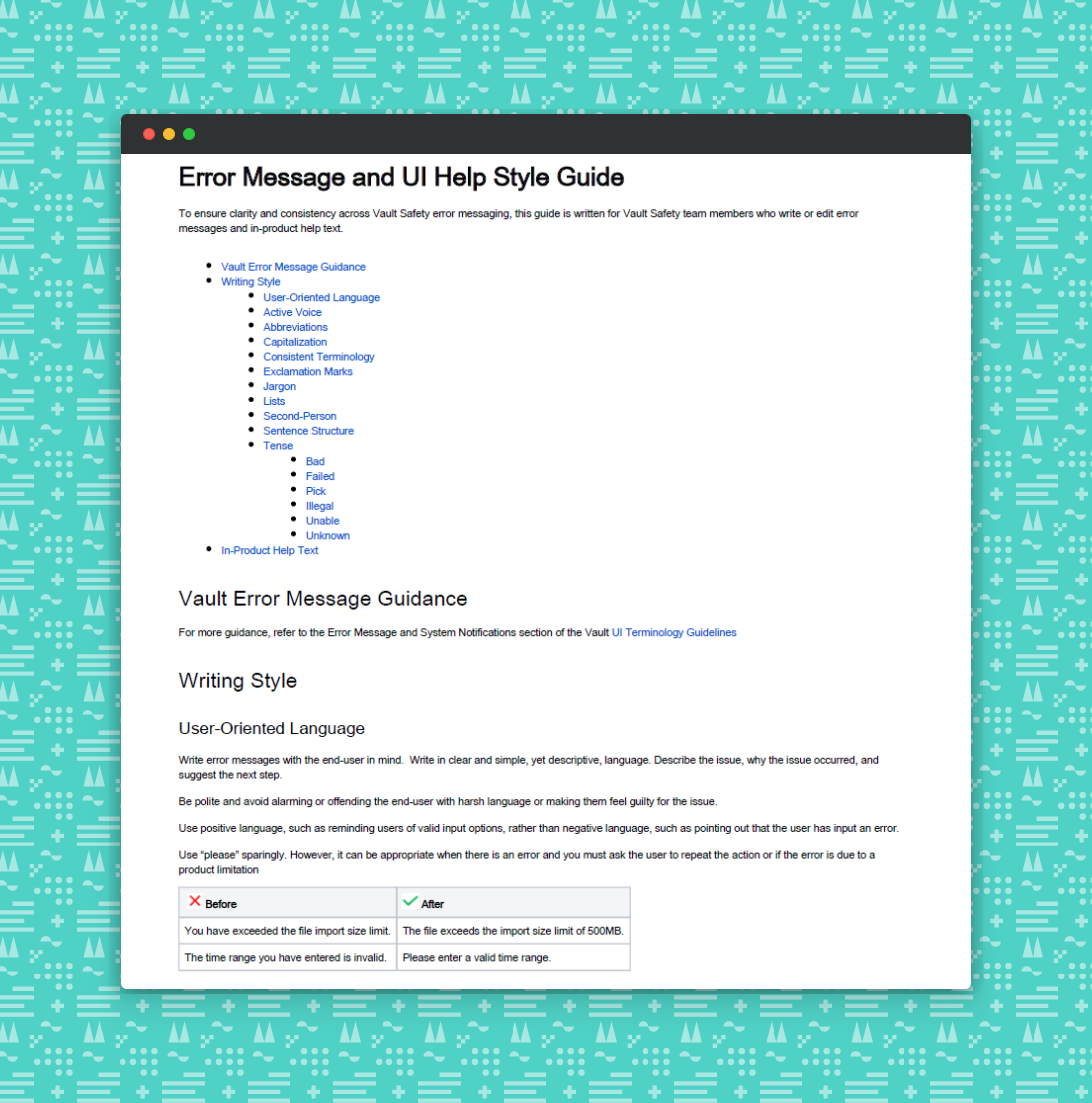 Error Message and UI Help Style Guide
To ensure clarity and consistency across Vault Safety error messaging, this guide is written for Vault Safety team members who write or edit error
messages and in-product help text.
Vault Error Message Guidance
Writing Style
User-Oriented Language
Active Voice
Abbreviations
Capitalization
Consistent Terminology
Exclamation Marks
Jargon
Lists
Second-Person
Sentence Structure
Tense
Bad
Failed
Pick
Illegal
Unable
Unknown
In-Product Help Text
Vault Error Message Guidance
For more guidance, refer to the Error Message and System Notifications section of the Vault UI Terminology Guidelines
Writing Style
User-Oriented Language
Write error messages with the end-user in mind.  Write in clear and simple, yet descriptive, language. Describe the issue, why the issue occurred, and
suggest the next step.
Be polite and avoid alarming or offending the end-user with harsh language or making them feel guilty for the issue.
Use positive language, such as reminding users of valid input options, rather than negative language, such as pointing out that the user has input an error.
Use “please” sparingly. However, it can be appropriate when there is an error and you must ask the user to repeat the action or if the error is due to a
product limitation
Before After
You have exceeded the file import size limit. The file exceeds the import size limit of 500MB.
The time range you have entered is invalid. Please enter a valid time range.